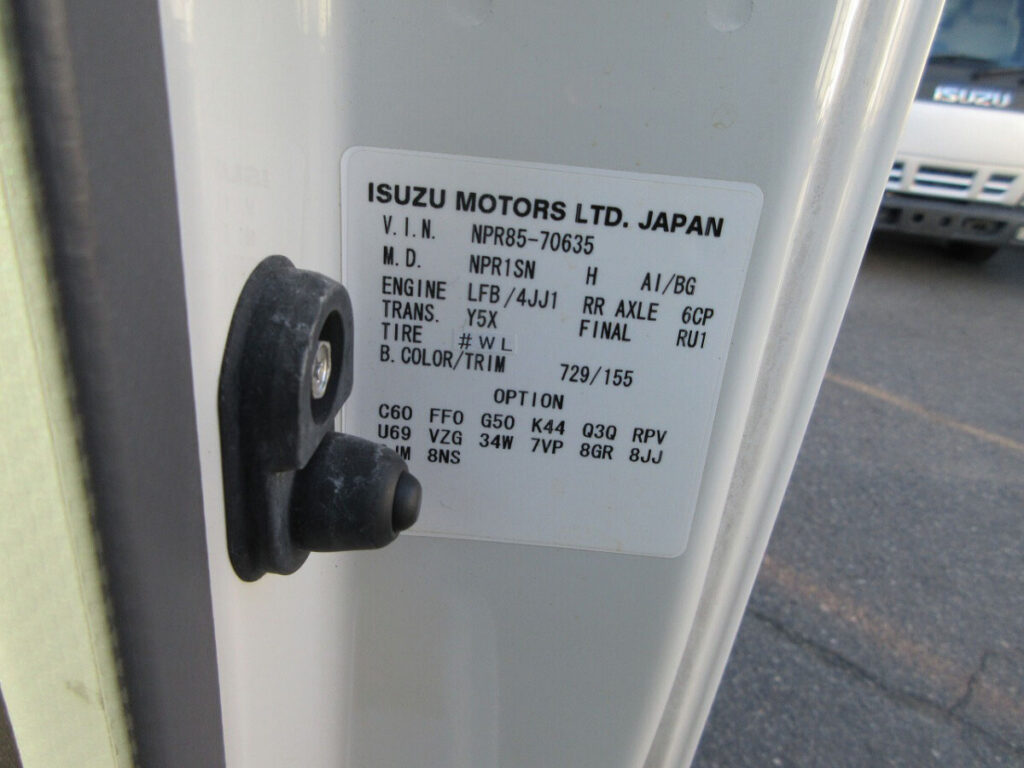 ISUZU MOTORS LTD. JAPAN
V.I.N. NPR85-70635
M.D. NPR1SN H AI/BG
ENGINE LFB/4JJ1 RR AXLE 6CP
TRANS. Y5X FINAL RU1
TIRE #WL
B.COLOR/TRIM 729/155
OPTION
C60 FF0 G50 K44 Q3Q RPV
U69 VZG 34W 7VP 8GR 8JJ
8NS
ISUZU